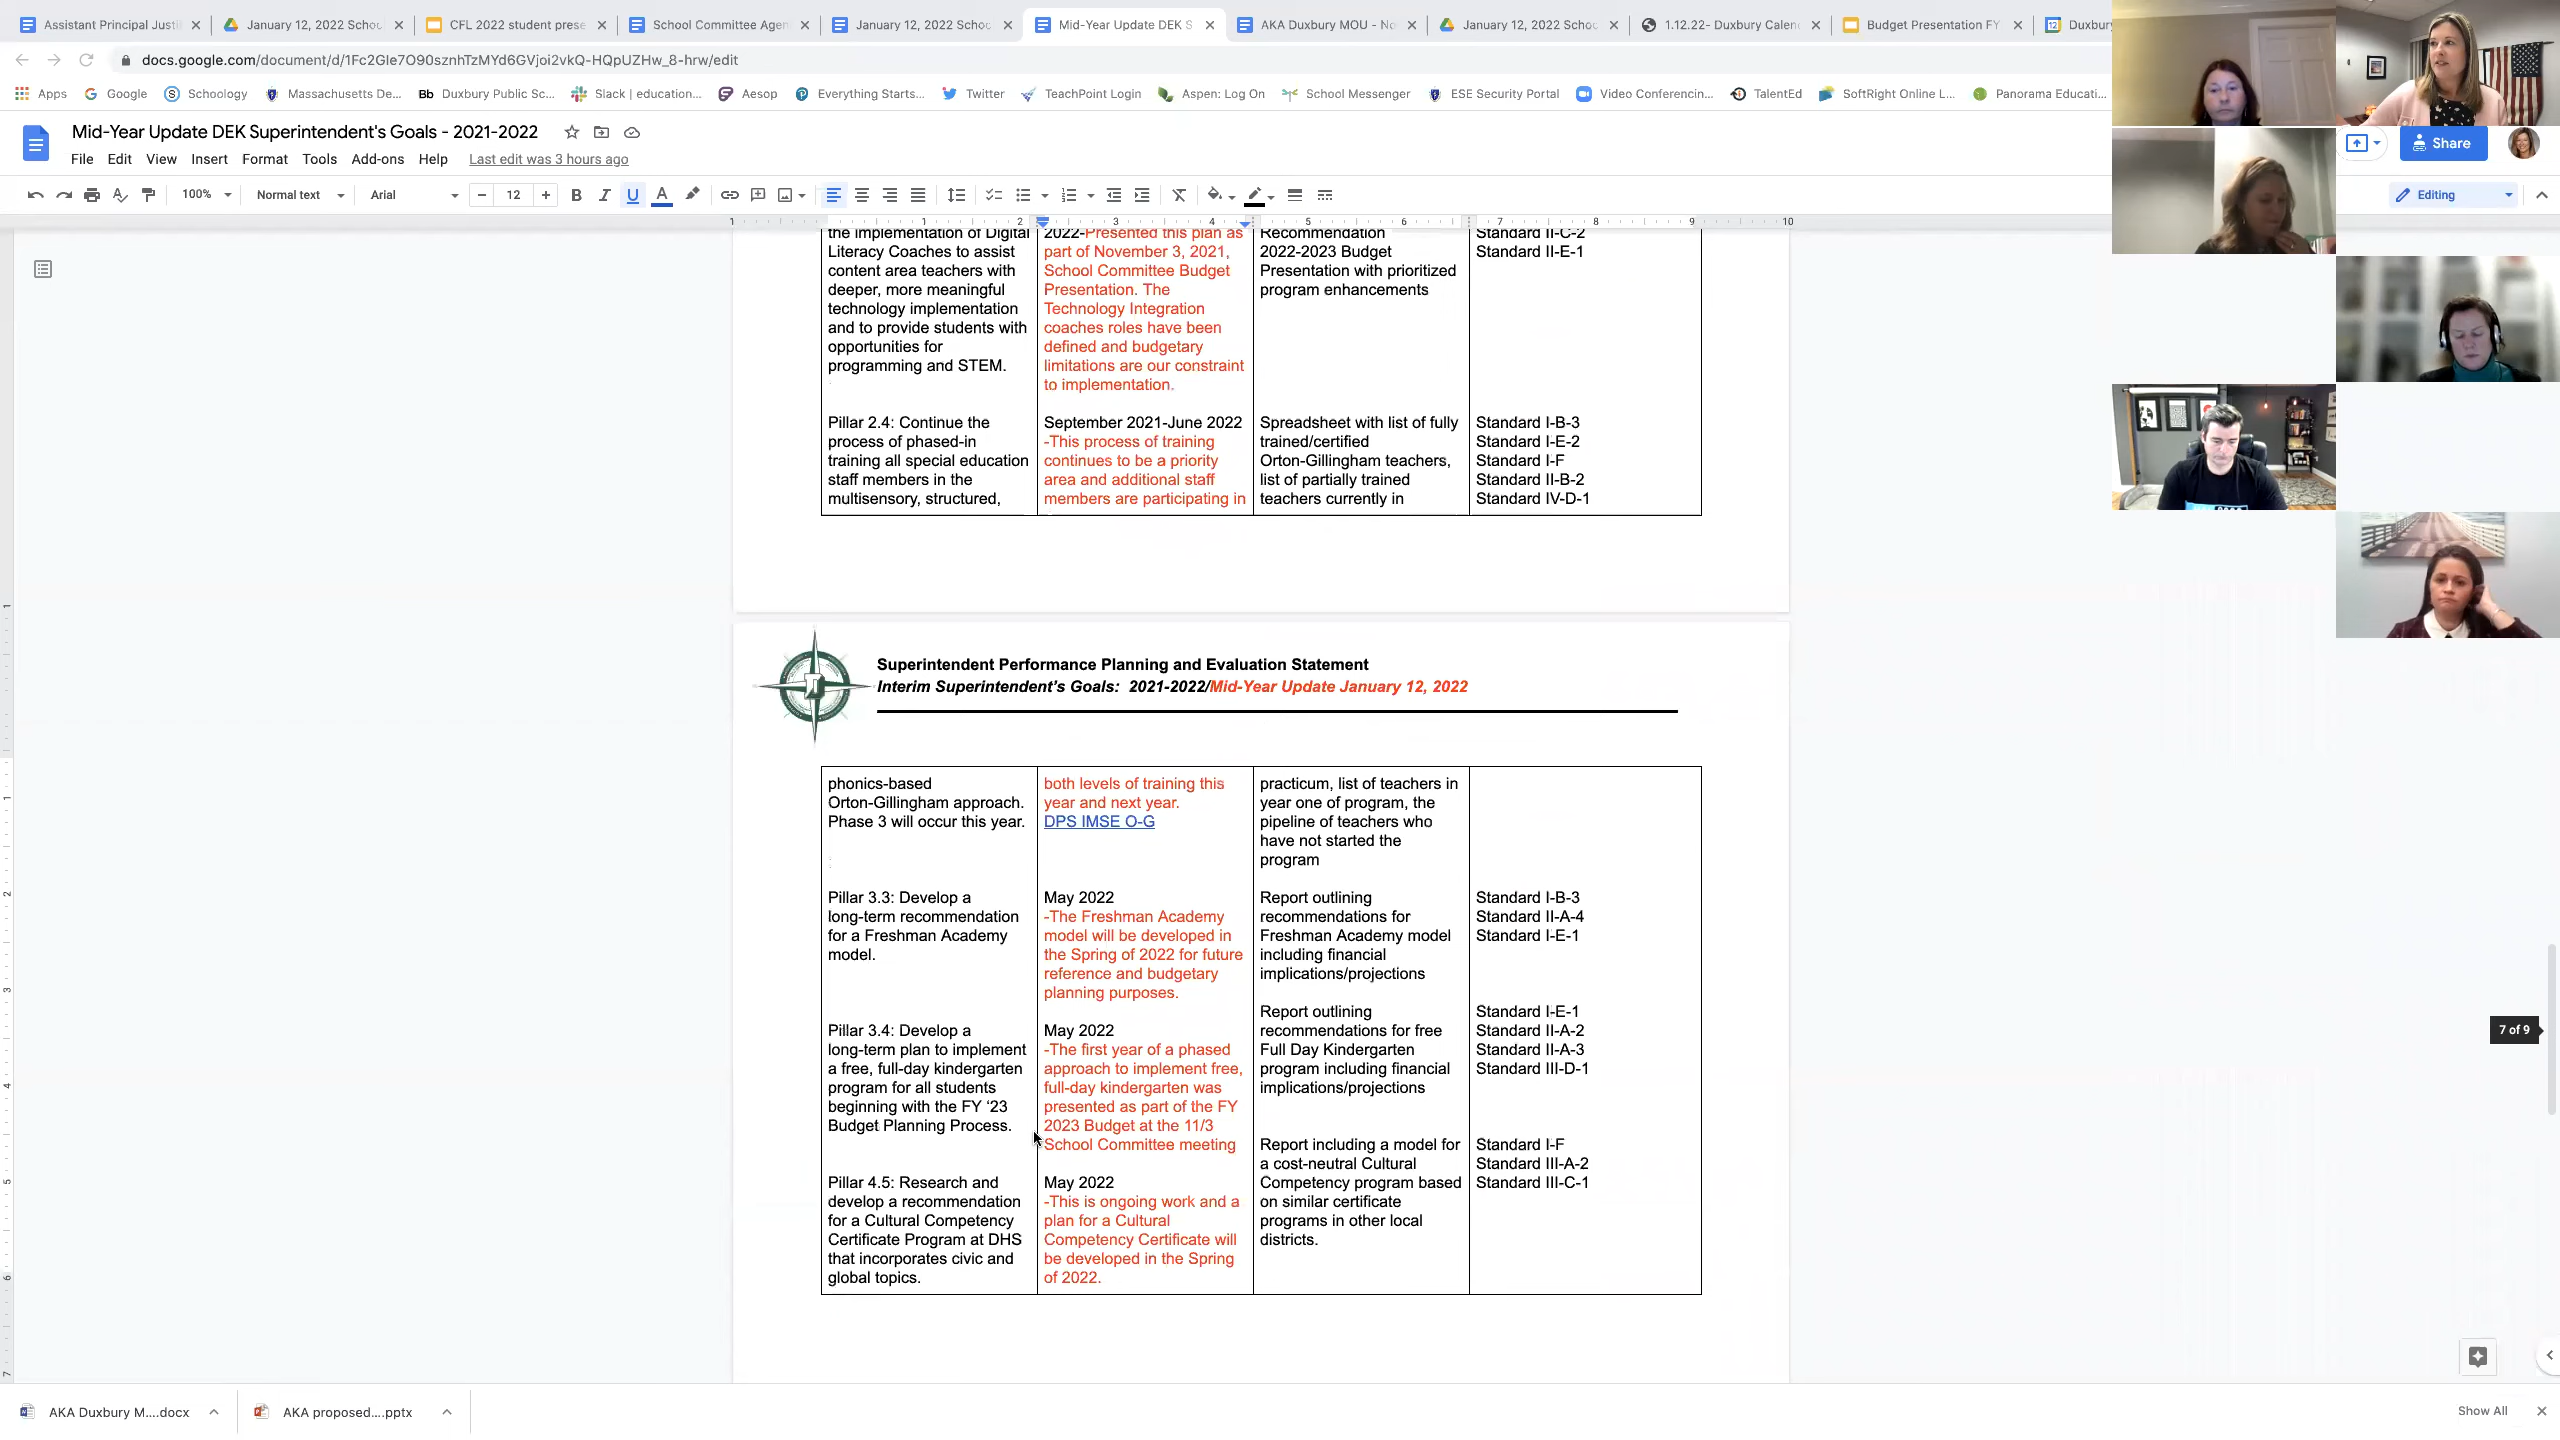 Assistant Principal Justi
January 12, 2022 School
CFL 2022 student prese
School Committee Agen
January 12, 2022 Schoo
Mid-Year Update DEK S
AKA Duxbury MOU - No
January 12, 2022 Schoo
1.12.22- Duxbury Calen
Budget Presentation FY
Duxbury
docs.google.com/document/d/1Fc2Gle7O90sznhTzMYd6GVjoi2vkQ-HQpUZHw_8-hrw/edit
Apps
Google
Schoology
Massachusetts De...
Bb Duxbury Public Sc...
Slack | education...
Aesop
Everything Starts...
Twitter
TeachPoint Login
Aspen: Log On
School Messenger
ESE Security Portal
Video Conferencin...
TalentEd
SoftRight Online L...
Panorama Educati...
Mid-Year Update DEK Superintendent's Goals - 2021-2022
Share
File Edit View Insert Format Tools Add-ons Help Last edit was 3 hours ago
100% Normal text Arial 12 B I U A
Editing
1 1 2 3 4 5 6 7 8 9 10
the implementation of Digital
Literacy Coaches to assist
content area teachers with
deeper, more meaningful
technology implementation
and to provide students with
opportunities for
programming and STEM.
2022-Presented this plan as
part of November 3, 2021,
School Committee Budget
Presentation. The
Technology Integration
coaches roles have been
defined and budgetary
limitations are our constraint
to implementation.
Recommendation
2022-2023 Budget
Presentation with prioritized
program enhancements
Standard II-C-2
Standard II-E-1
Pillar 2.4: Continue the
process of phased-in
training all special education
staff members in the
multisensory, structured,
September 2021-June 2022
-This process of training
continues to be a priority
area and additional staff
members are participating in
Spreadsheet with list of fully
trained/certified
Orton-Gillingham teachers,
list of partially trained
teachers currently in
Standard I-B-3
Standard I-E-2
Standard I-F
Standard II-B-2
Standard IV-D-1
Superintendent Performance Planning and Evaluation Statement
Interim Superintendent's Goals: 2021-2022/Mid-Year Update January 12, 2022
phonics-based
Orton-Gillingham approach.
Phase 3 will occur this year.
both levels of training this
year and next year.
DPS IMSE O-G
practicum, list of teachers in
year one of program, the
pipeline of teachers who
have not started the
program
Pillar 3.3: Develop a
long-term recommendation
for a Freshman Academy
model.
May 2022
-The Freshman Academy
model will be developed in
the Spring of 2022 for future
reference and budgetary
planning purposes.
Report outlining
recommendations for
Freshman Academy model
including financial
implications/projections
Standard I-B-3
Standard II-A-4
Standard I-E-1
Pillar 3.4: Develop a
long-term plan to implement
a free, full-day kindergarten
program for all students
beginning with the FY ‘23
Budget Planning Process.
May 2022
-The first year of a phased
approach to implement free,
full-day kindergarten was
presented as part of the FY
2023 Budget at the 11/3
School Committee meeting
Report outlining
recommendations for free
Full Day Kindergarten
program including financial
implications/projections
Standard I-E-1
Standard II-A-2
Standard II-A-3
Standard III-D-1
Pillar 4.5: Research and
develop a recommendation
for a Cultural Competency
Certificate Program at DHS
that incorporates civic and
global topics.
May 2022
-This is ongoing work and a
plan for a Cultural
Competency Certificate will
be developed in the Spring
of 2022.
Report including a model for
a cost-neutral Cultural
Competency program based
on similar certificate
programs in other local
districts.
Standard I-F
Standard III-A-2
Standard III-C-1
7 of 9
1
1
2
3
4
5
6
7
AKA Duxbury M....docx
AKA proposed....pptx
Show All